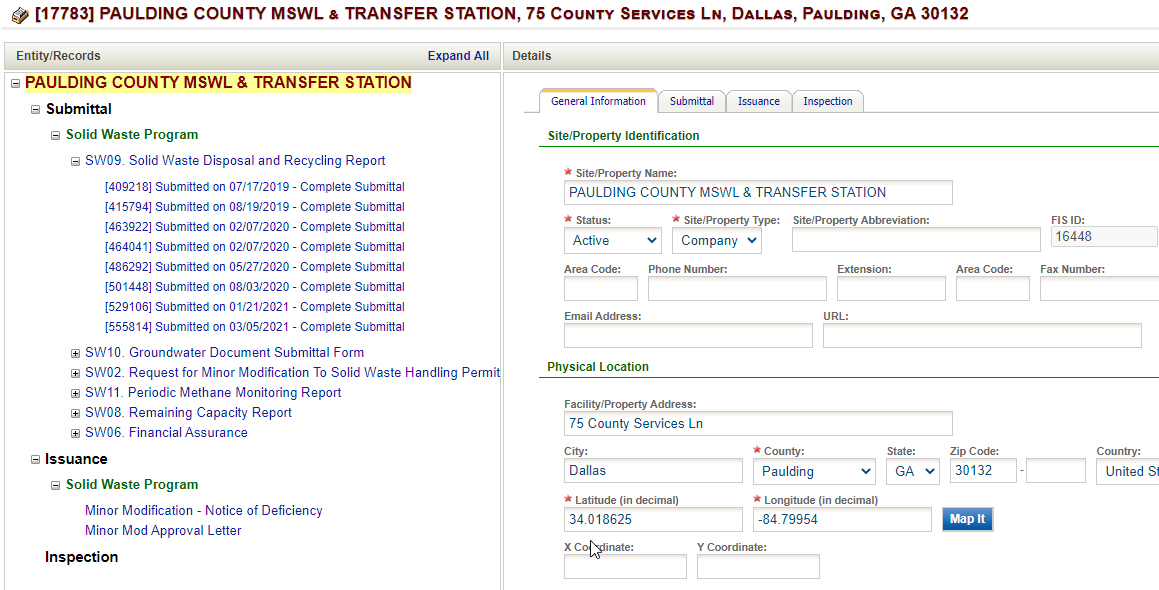 [17783] PAULDING COUNTY MSWL & TRANSFER STATION, 75 COUNTY SERVICES LN, DALLAS, PAULDING, GA 30132
Entity/Records Expand All
PAULDING COUNTY MSWL & TRANSFER STATION
Submittal
Solid Waste Program
SW09. Solid Waste Disposal and Recycling Report
[409218] Submitted on 07/17/2019 - Complete Submittal
[415794] Submitted on 08/19/2019 - Complete Submittal
[463922] Submitted on 02/07/2020 - Complete Submittal
[464041] Submitted on 02/07/2020 - Complete Submittal
[486292] Submitted on 05/27/2020 - Complete Submittal
[501448] Submitted on 08/03/2020 - Complete Submittal
[529106] Submitted on 01/21/2021 - Complete Submittal
[555814] Submitted on 03/05/2021 - Complete Submittal
SW10. Groundwater Document Submittal Form
SW02. Request for Minor Modification To Solid Waste Handling Permit
SW11. Periodic Methane Monitoring Report
SW08. Remaining Capacity Report
SW06. Financial Assurance
Issuance
Solid Waste Program
Minor Modification - Notice of Deficiency
Minor Mod Approval Letter
Inspection
Details
General Information Submittal Issuance Inspection
Site/Property Identification
* Site/Property Name:
PAULDING COUNTY MSWL & TRANSFER STATION
* Status: * Site/Property Type: Site/Property Abbreviation: FIS ID:
Active Company 16448
Area Code: Phone Number: Extension: Area Code: Fax Number:
Email Address: URL:
Physical Location
Facility/Property Address:
75 County Services Ln
City: * County: State: Zip Code: Country:
Dallas Paulding GA 30132 - United St
* Latitude (in decimal) * Longitude (in decimal)
34.018625 -84.79954 Map It
X Coordinate: Y Coordinate: